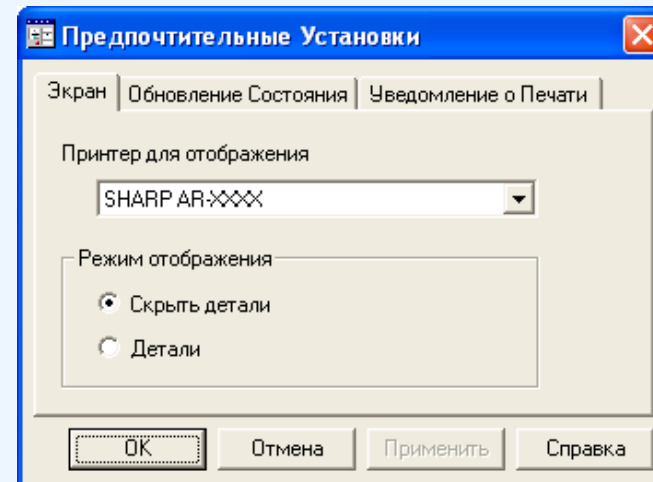 Предпочтительные Установки
Экран Обновление Состояния Уведомление о Печати
Принтер для отображения
SHARP AR-XXXX
Режим отображения
Скрыть детали
Детали
OK Отмена Применить Справка